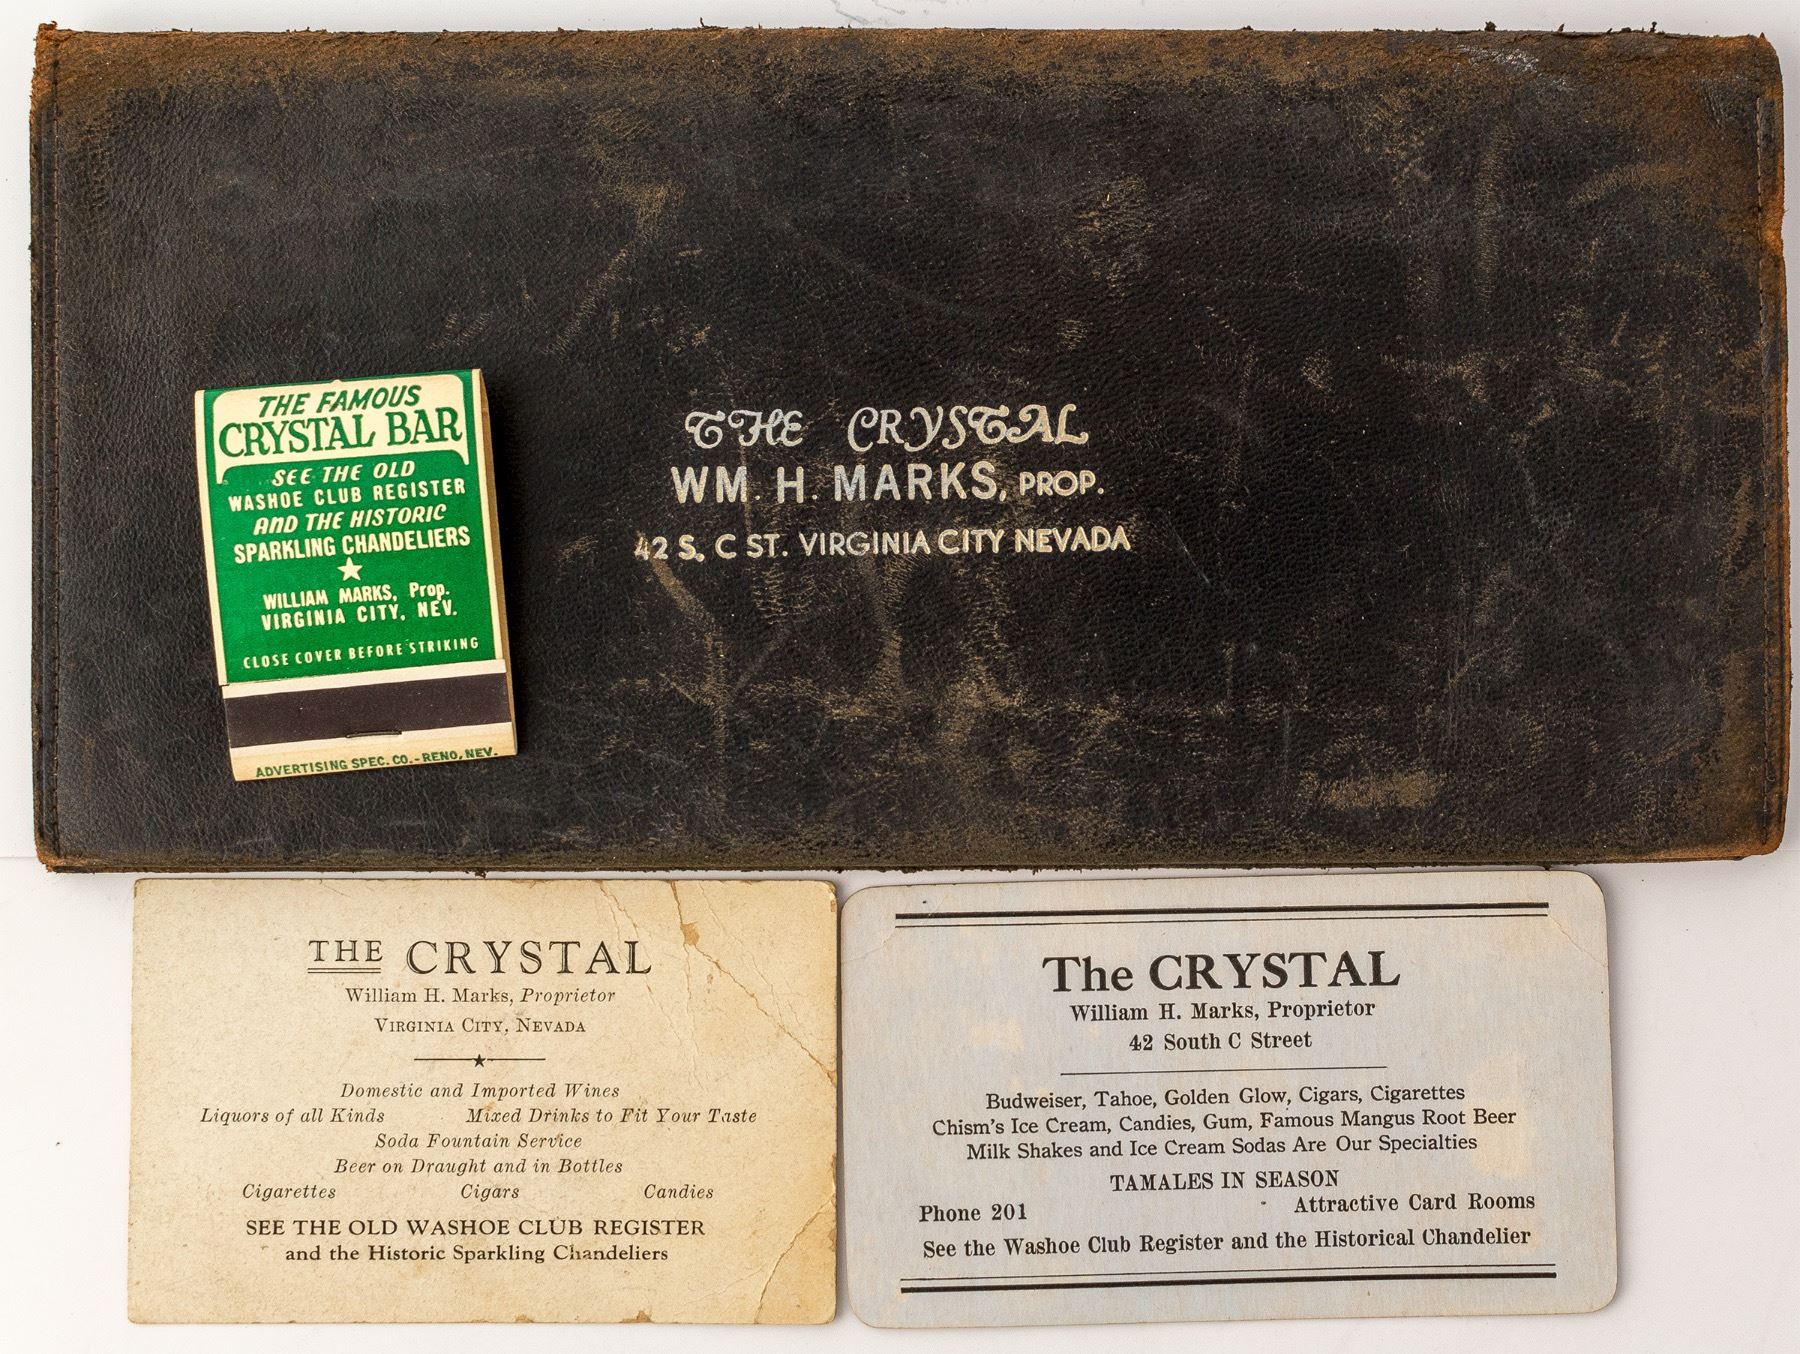 THE CRYSTAL
WM. H. MARKS, PROP.
42 S. C ST. VIRGINIA CITY NEVADA
THE FAMOUS
CRYSTAL BAR
SEE THE OLD
WASHOE CLUB REGISTER
AND THE HISTORIC
SPARKLING CHANDELIERS
WILLIAM MARKS, Prop.
VIRGINIA CITY, NEV.
CLOSE COVER BEFORE STRIKING
ADVERTISING SPEC. CO.-RENO, NEV.
THE CRYSTAL
William H. Marks, Proprietor
VIRGINIA CITY, NEVADA
Domestic and Imported Wines
Liquors of all Kinds Mixed Drinks to Fit Your Taste
Soda Fountain Service
Beer on Draught and in Bottles
Cigarettes Cigars Candies
SEE THE OLD WASHOE CLUB REGISTER
and the Historic Sparkling Chandeliers
The CRYSTAL
William H. Marks, Proprietor
42 South C Street
Budweiser, Tahoe, Golden Glow, Cigars, Cigarettes
Chism's Ice Cream, Candies, Gum, Famous Mangus Root Beer
Milk Shakes and Ice Cream Sodas Are Our Specialties
TAMALES IN SEASON
Phone 201 Attractive Card Rooms
See the Washoe Club Register and the Historical Chandelier